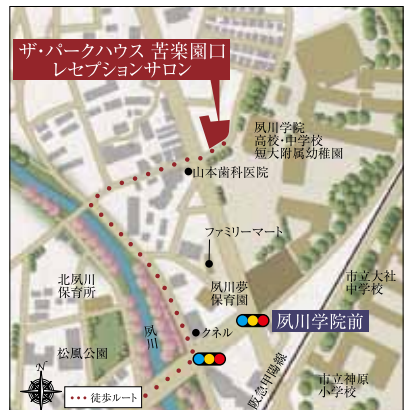 ザ・パークハウス 苦楽園口
レセプションサロン
夙川学院
高校・中学校
短大附属幼稚園
山本歯科医院
ファミリーマート
北夙川
保育所
夙川夢
保育園
市立大社
中学校
夙川学院前
夙川
クネル
松風公園
阪急甲陽線
市立神原
小学校
N
徒歩ルート